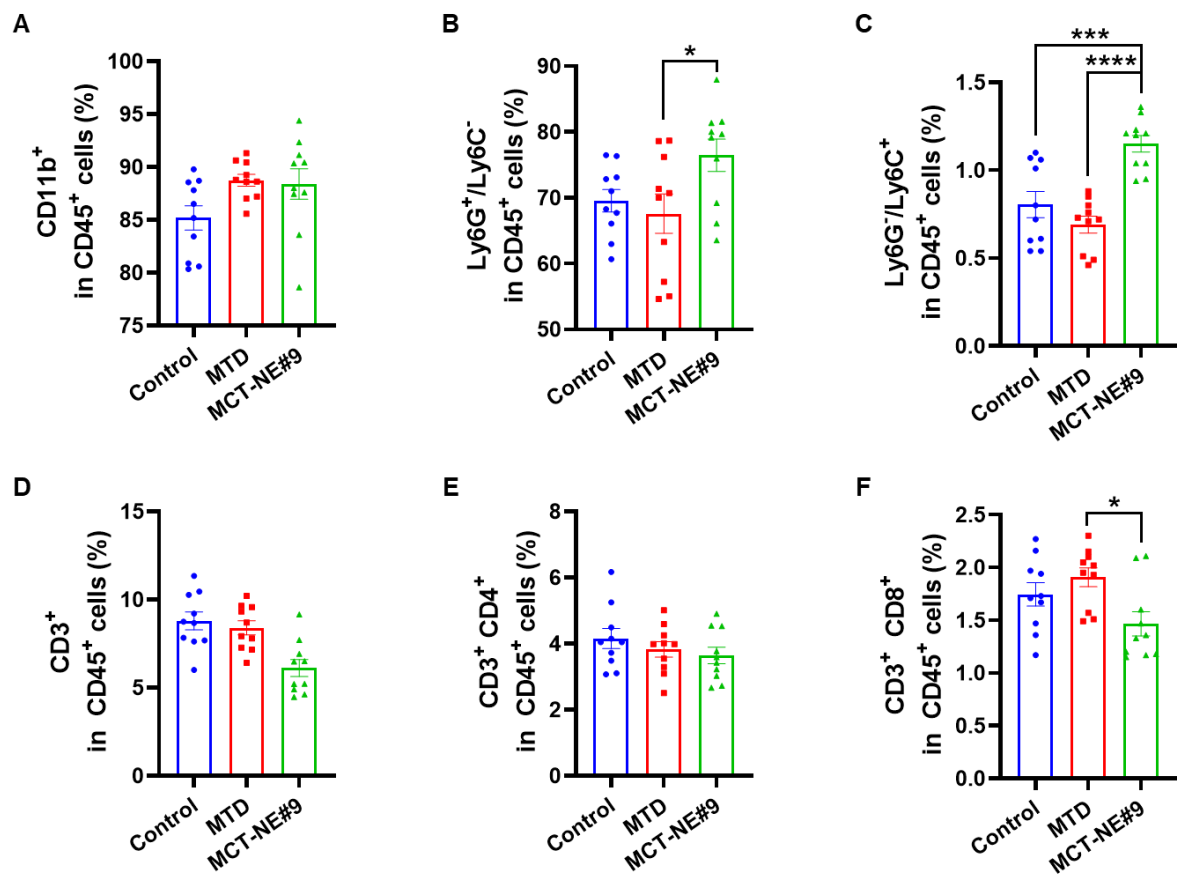 A
CD11b⁺
in CD45⁺ cells (%)
100
95
90
85
80
75
Control
MTD
MCT-NE#9
B
Ly6G⁺/Ly6C⁻
in CD45⁺ cells (%)
90
80
70
60
50
*
Control
MTD
MCT-NE#9
C
Ly6G⁻/Ly6C⁺
in CD45⁺ cells (%)
1.5
1.0
0.5
0.0
***
****
Control
MTD
MCT-NE#9
D
CD3⁺
in CD45⁺ cells (%)
15
10
5
0
Control
MTD
MCT-NE#9
E
CD3⁺ CD4⁺
in CD45⁺ cells (%)
8
6
4
2
0
Control
MTD
MCT-NE#9
F
CD3⁺ CD8⁺
in CD45⁺ cells (%)
2.5
2.0
1.5
1.0
0.5
0.0
*
Control
MTD
MCT-NE#9